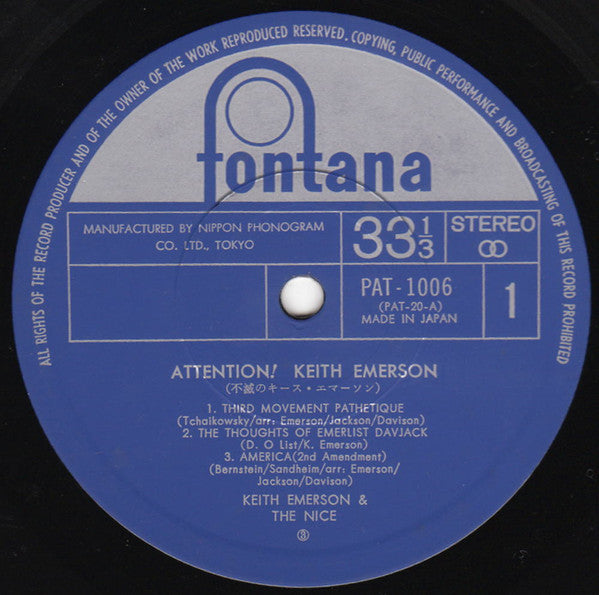 ALL RIGHTS OF THE RECORD PRODUCER AND OF THE OWNER OF THE WORK REPRODUCED RESERVED. COPYING, PUBLIC PERFORMANCE AND BROADCASTING OF THIS RECORD PROHIBITED
fontana
MANUFACTURED BY NIPPON PHONOGRAM
CO. LTD., TOKYO
33 1/3
STEREO
PAT-1006
(PAT-20-A)
MADE IN JAPAN
1
ATTENTION! KEITH EMERSON
(不滅のキース・エマーソン)
1. THIRD MOVEMENT PATHETIQUE
(Tchaikowsky/arr: Emerson/Jackson/Davison)
2. THE THOUGHTS OF EMERLIST DAVJACK
(D. O List/K. Emerson)
3. AMERICA(2nd Amendment)
(Bernstein/Sandheim/arr: Emerson/
Jackson/Davison)
KEITH EMERSON &
THE NICE
③